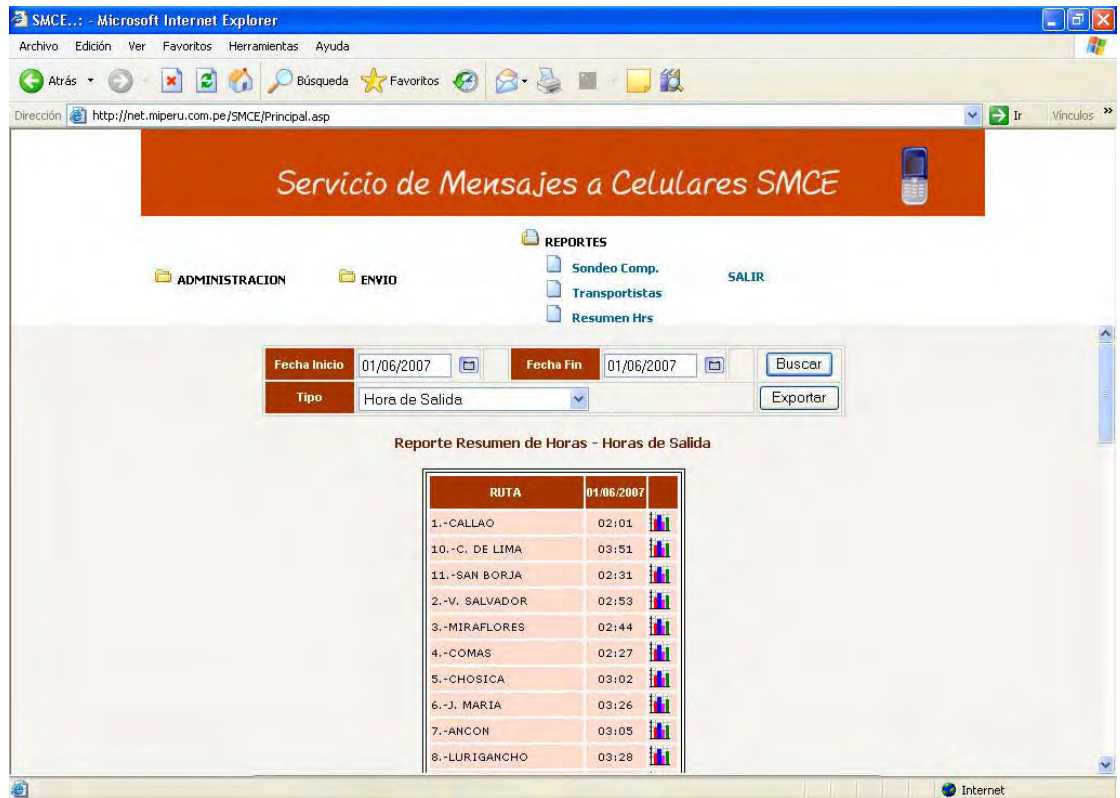 SMCE..: - Microsoft Internet Explorer
Archivo Edición Ver Favoritos Herramientas Ayuda
Atrás Búsqueda Favoritos
Dirección http://net.miperu.com.pe/SMCE/Principal.asp Ir Vínculos »
Servicio de Mensajes a Celulares SMCE
REPORTES
ADMINISTRACION ENVIO Sondeo Comp. SALIR
Transportistas
Resumen Hrs
Fecha Inicio 01/06/2007 Fecha Fin 01/06/2007 Buscar
Tipo Hora de Salida Exportar
Reporte Resumen de Horas - Horas de Salida
RUTA 01/06/2007
1.-CALLAO 02:01
10.-C. DE LIMA 03:51
11.-SAN BORJA 02:31
2.-V. SALVADOR 02:53
3.-MIRAFLORES 02:44
4.-COMAS 02:27
5.-CHOSICA 03:02
6.-J. MARIA 03:26
7.-ANCON 03:05
8.-LURIGANCHO 03:28
Internet